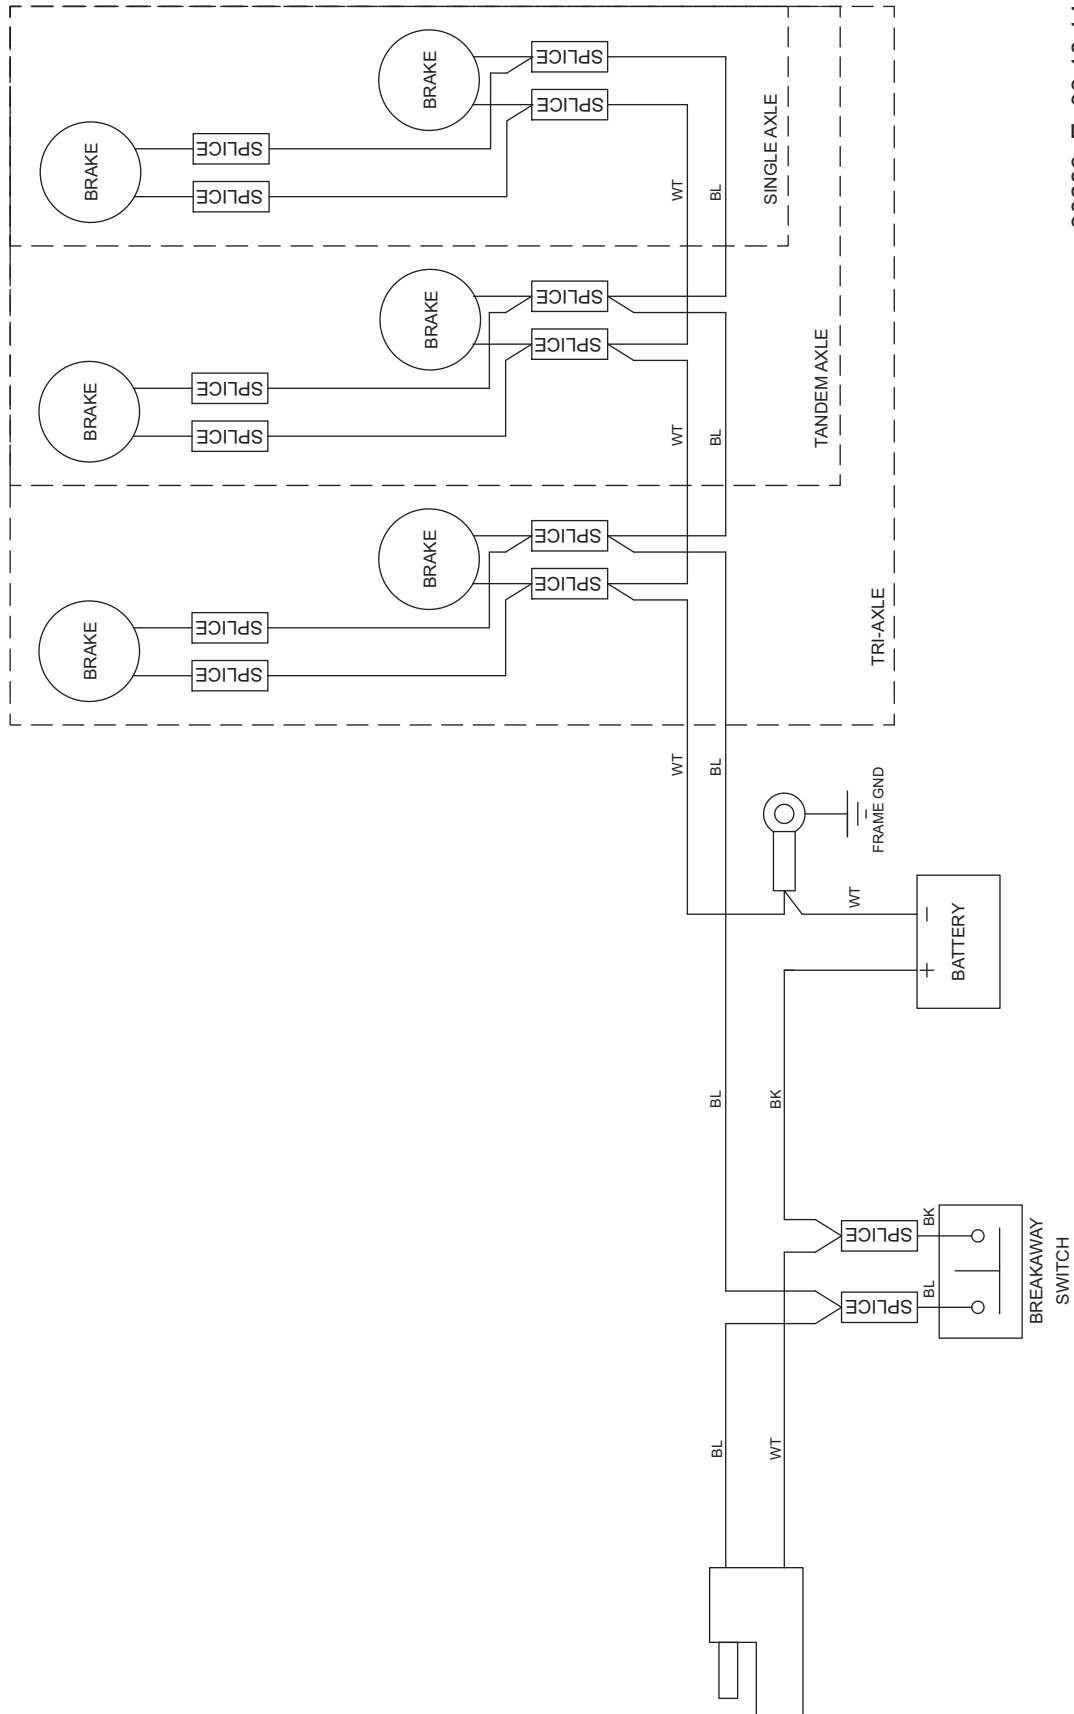 BRAKE
BRAKE
BRAKE
SPLICE
SPLICE
SPLICE
SPLICE
SPLICE
SPLICE
BRAKE
BRAKE
BRAKE
SPLICE
SPLICE
SPLICE
SPLICE
SPLICE
SPLICE
WT
WT
WT
BL
BL
BL
BL
BL
WT
BK
SINGLE AXLE
TANDEM AXLE
WT
TRI-AXLE
FRAME GND
SPLICE
SPLICE
BL
BK
+
−
BATTERY
BREAKAWAY
SWITCH